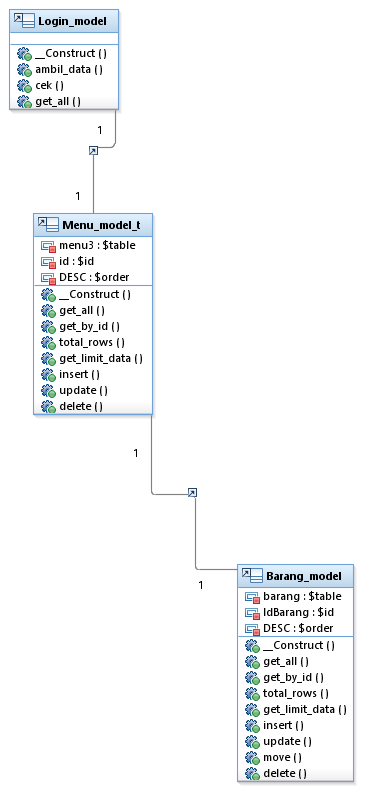 Login_model
__Construct ()
ambil_data ()
cek ()
get_all ()
1
1
Menu_model_t
menu3 : $table
id : $id
DESC : $order
__Construct ()
get_all ()
get_by_id ()
total_rows ()
get_limit_data ()
insert ()
update ()
delete ()
1
1
Barang_model
barang : $table
IdBarang : $id
DESC : $order
__Construct ()
get_all ()
get_by_id ()
total_rows ()
get_limit_data ()
insert ()
update ()
move ()
delete ()